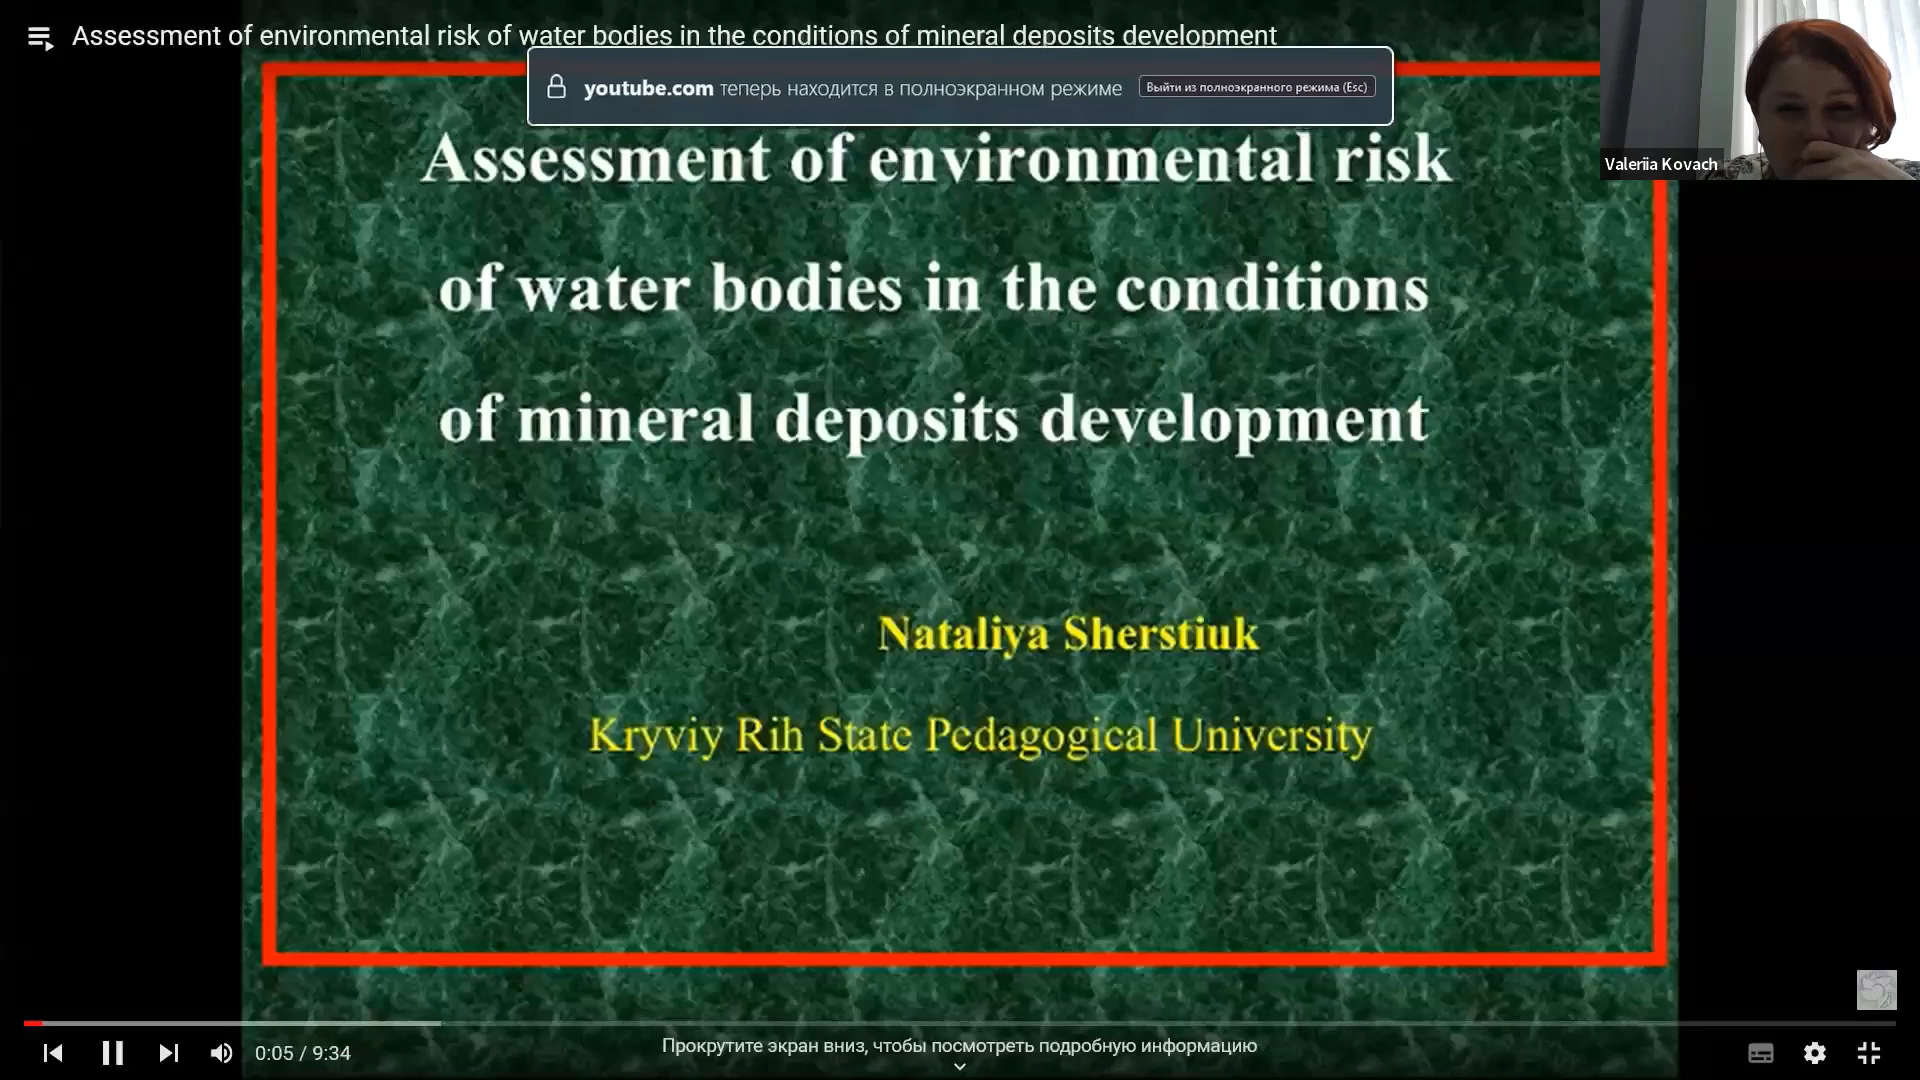 Assessment of environmental risk of water bodies in the conditions of mineral deposits development
youtube.com теперь находится в полноэкранном режиме
Выйти из полноэкранного режима (Esc)
Valeriia Kovach
Assessment of environmental risk
of water bodies in the conditions
of mineral deposits development
Nataliya Sherstiuk
Kryviy Rih State Pedagogical University
0:05 / 9:34
Прокрутите экран вниз, чтобы посмотреть подробную информацию